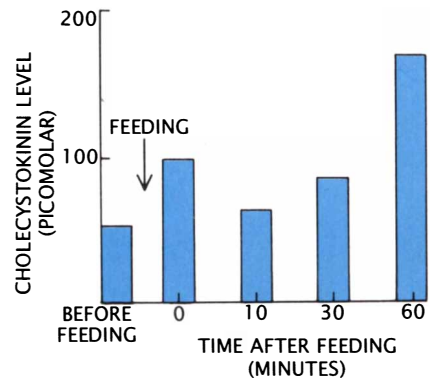 CHOLECYSTOKININ LEVEL
(PICOMOLAR)
200
100
FEEDING
BEFORE
FEEDING
0
10
30
60
TIME AFTER FEEDING
(MINUTES)